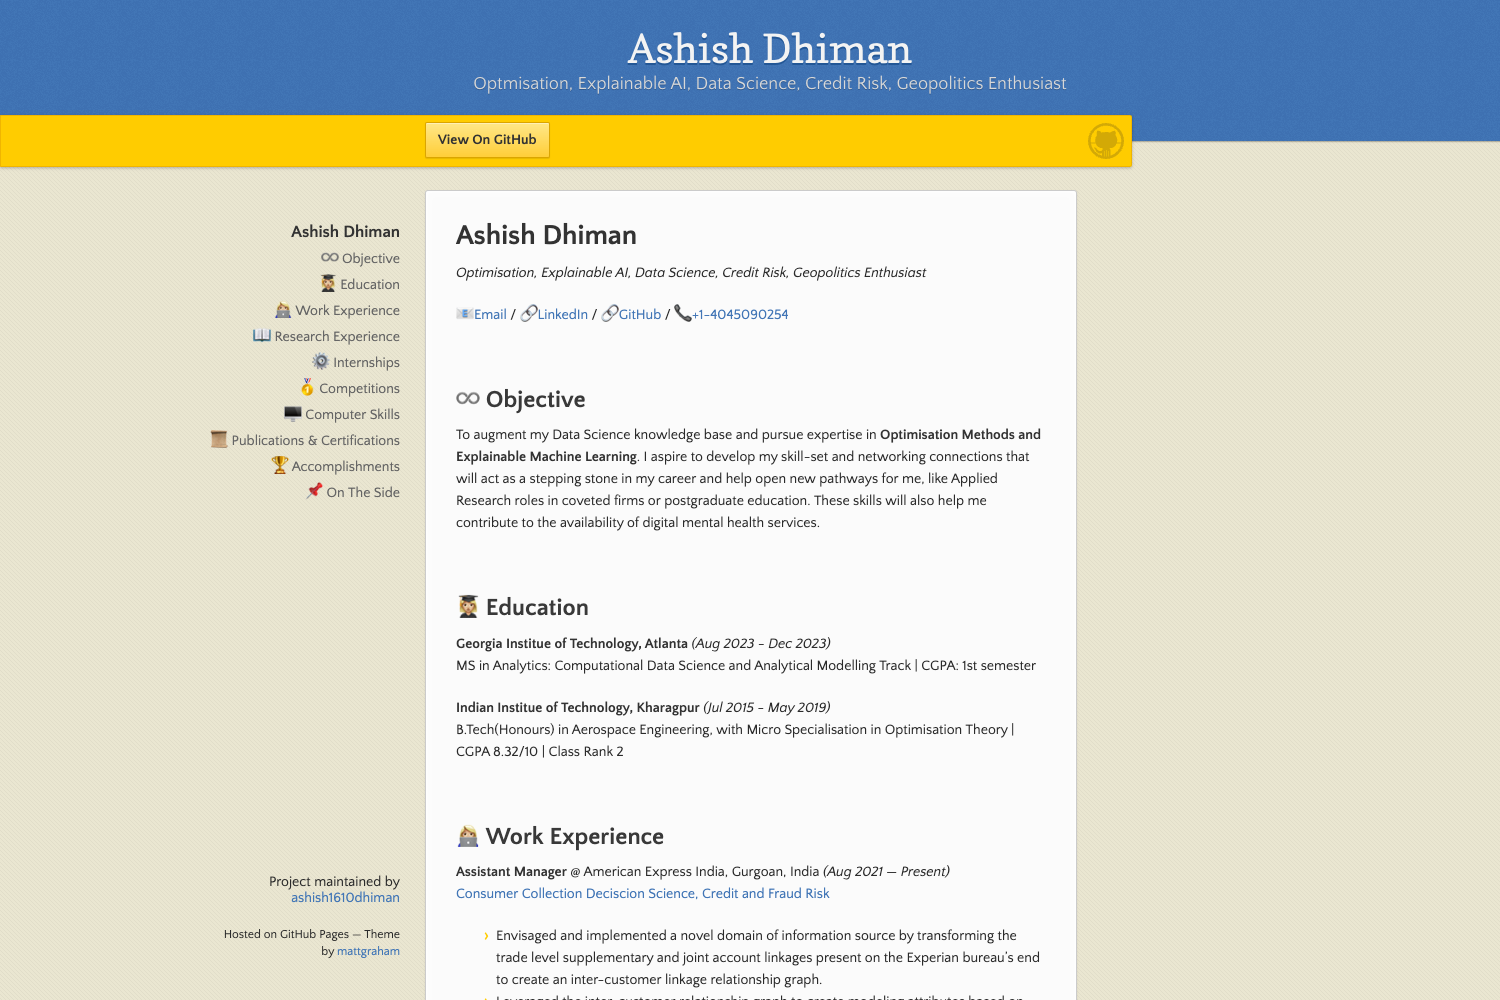 Ashish Dhiman
Optmisation, Explainable AI, Data Science, Credit Risk, Geopolitics Enthusiast
View On GitHub
Ashish Dhiman
Objective
Education
Work Experience
Research Experience
Internships
Competitions
Computer Skills
Publications & Certifications
Accomplishments
On The Side
Project maintained by
ashish1610dhiman
Hosted on GitHub Pages — Theme
by mattgraham
Ashish Dhiman
Optimisation, Explainable AI, Data Science, Credit Risk, Geopolitics Enthusiast
Email / LinkedIn / GitHub / +1-4045090254
Objective
To augment my Data Science knowledge base and pursue expertise in Optimisation Methods and
Explainable Machine Learning. I aspire to develop my skill-set and networking connections that
will act as a stepping stone in my career and help open new pathways for me, like Applied
Research roles in coveted firms or postgraduate education. These skills will also help me
contribute to the availability of digital mental health services.
Education
Georgia Institue of Technology, Atlanta (Aug 2023 - Dec 2023)
MS in Analytics: Computational Data Science and Analytical Modelling Track | CGPA: 1st semester
Indian Institue of Technology, Kharagpur (Jul 2015 - May 2019)
B.Tech(Honours) in Aerospace Engineering, with Micro Specialisation in Optimisation Theory |
CGPA 8.32/10 | Class Rank 2
Work Experience
Assistant Manager @ American Express India, Gurgoan, India (Aug 2021 — Present)
Consumer Collection Deciscion Science, Credit and Fraud Risk
› Envisaged and implemented a novel domain of information source by transforming the
trade level supplementary and joint account linkages present on the Experian bureau's end
to create an inter-customer linkage relationship graph.
Leveraged the inter-customer relationship graph to create modeling attributes based on